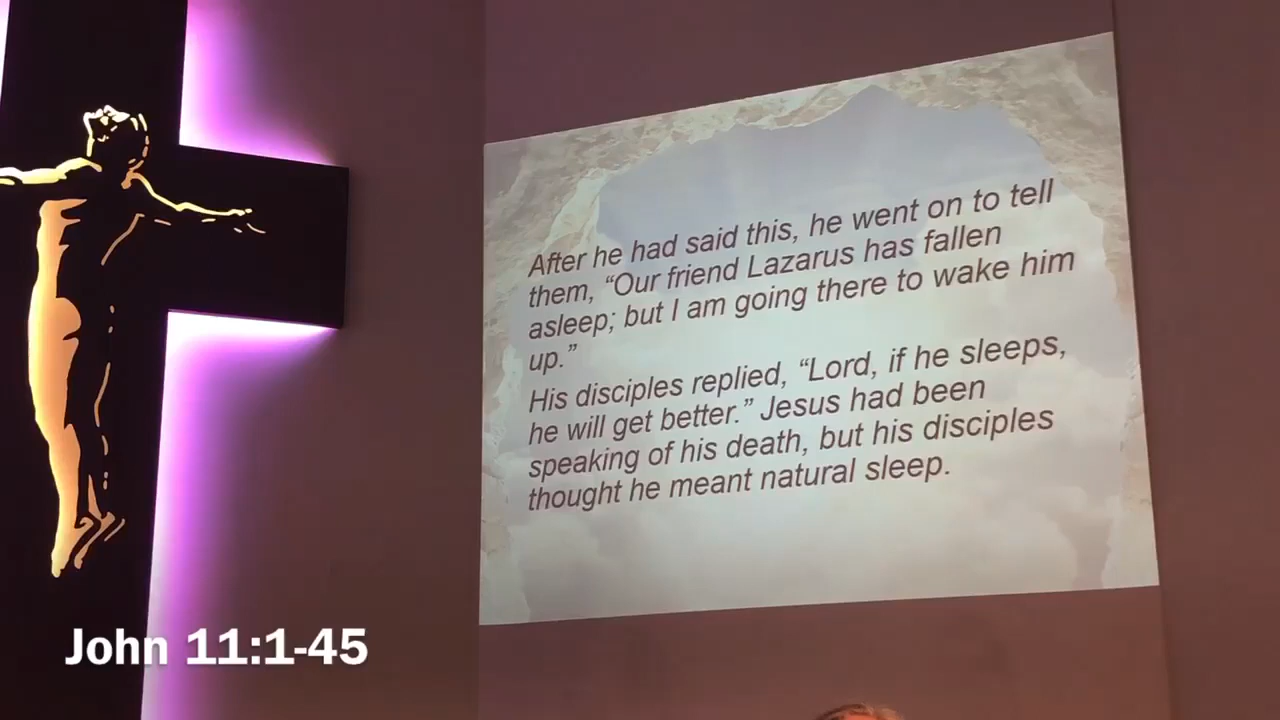 After he had said this, he went on to tell
them, “Our friend Lazarus has fallen
asleep; but I am going there to wake him
up.”
His disciples replied, “Lord, if he sleeps,
he will get better.” Jesus had been
speaking of his death, but his disciples
thought he meant natural sleep.
John 11:1-45